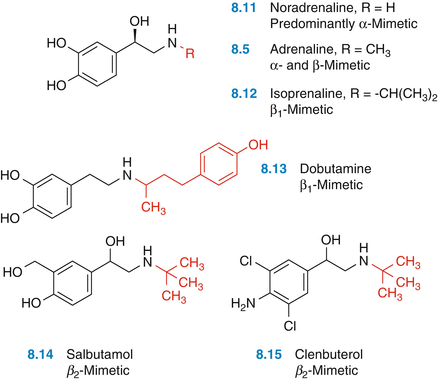 OH
HO
HO
H
N
R
8.11 Noradrenaline, R = H
Predominantly α-Mimetic
8.5 Adrenaline, R = CH₃
α- and β-Mimetic
8.12 Isoprenaline, R = -CH(CH₃)₂
β₁-Mimetic
HO
HO
H
N
CH₃
OH
8.13 Dobutamine
β₁-Mimetic
OH
HO
HO
H
N
CH₃
CH₃
CH₃
8.14 Salbutamol
β₂-Mimetic
OH
Cl
H₂N
Cl
H
N
CH₃
CH₃
CH₃
8.15 Clenbuterol
β₂-Mimetic